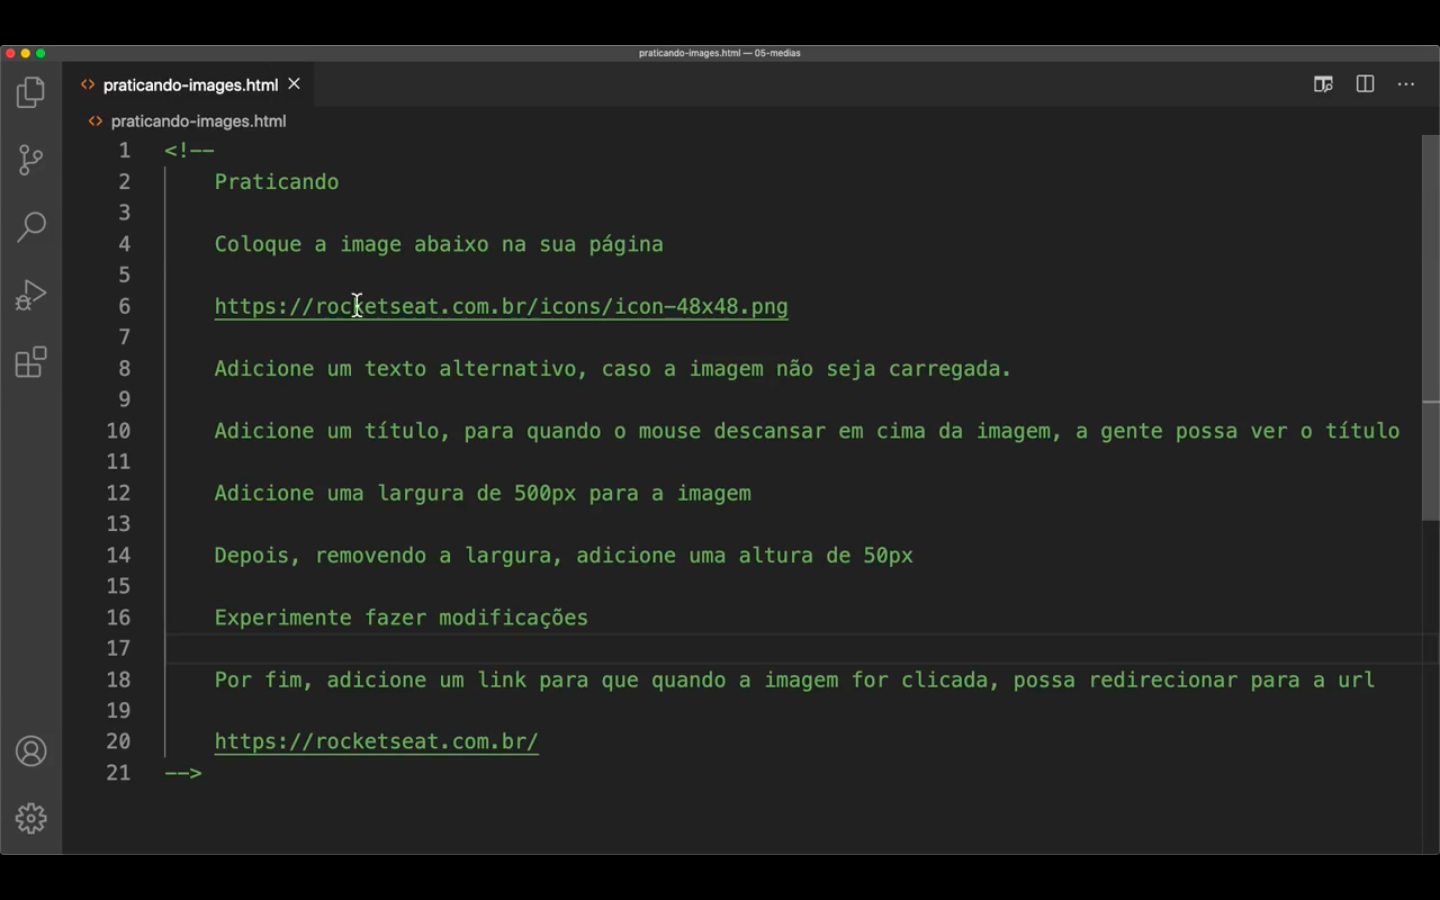 praticando-images.html — 05-medias
praticando-images.html
praticando-images.html
1 <!--
2 Praticando
3
4 Coloque a image abaixo na sua página
5
6 https://rocketseat.com.br/icons/icon-48x48.png
7
8 Adicione um texto alternativo, caso a imagem não seja carregada.
9
10 Adicione um título, para quando o mouse descansar em cima da imagem, a gente possa ver o título
11
12 Adicione uma largura de 500px para a imagem
13
14 Depois, removendo a largura, adicione uma altura de 50px
15
16 Experimente fazer modificações
17
18 Por fim, adicione um link para que quando a imagem for clicada, possa redirecionar para a url
19
20 https://rocketseat.com.br/
21 -->